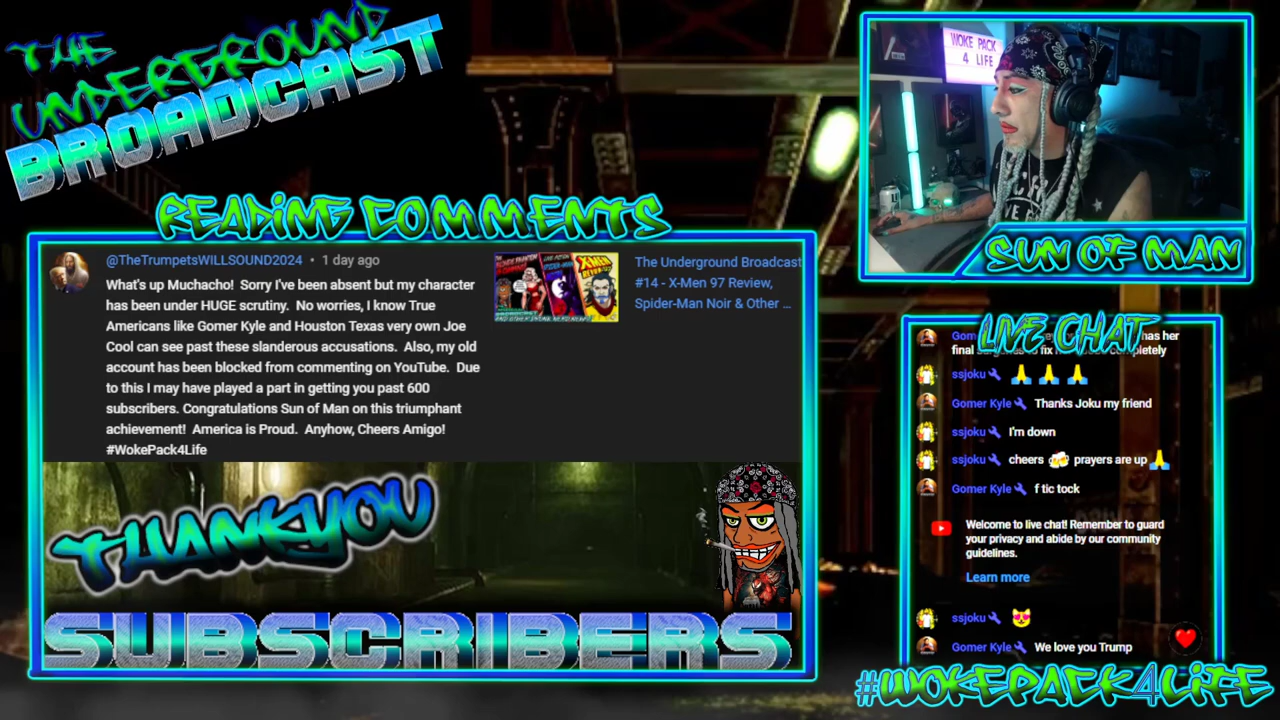 THE
UNDERGROUND
BROADCAST
READING COMMENTS
@TheTrumpetsWILLSOUND2024 • 1 day ago
What's up Muchacho! Sorry I've been absent but my character
has been under HUGE scrutiny. No worries, I know True
Americans like Gomer Kyle and Houston Texas very own Joe
Cool can see past these slanderous accusations. Also, my old
account has been blocked from commenting on YouTube. Due
to this I may have played a part in getting you past 600
subscribers. Congratulations Sun of Man on this triumphant
achievement! America is Proud. Anyhow, Cheers Amigo!
#WokePack4Life
The Underground Broadcast
#14 - X-Men 97 Review,
Spider-Man Noir & Other ...
THANKYOU
SUBSCRIBERS
WOKE PACK
4 LIFE
SUN OF MAN
LIVE CHAT
Gom has her
final to fix completely
ssjoku 🙏 🙏 🙏
Gomer Kyle Thanks Joku my friend
ssjoku I'm down
ssjoku cheers 🍻 prayers are up 🙏
Gomer Kyle f tic tock
Welcome to live chat! Remember to guard
your privacy and abide by our community
guidelines.
Learn more
ssjoku 😻
Gomer Kyle We love you Trump
#WOKEPACK4LIFE